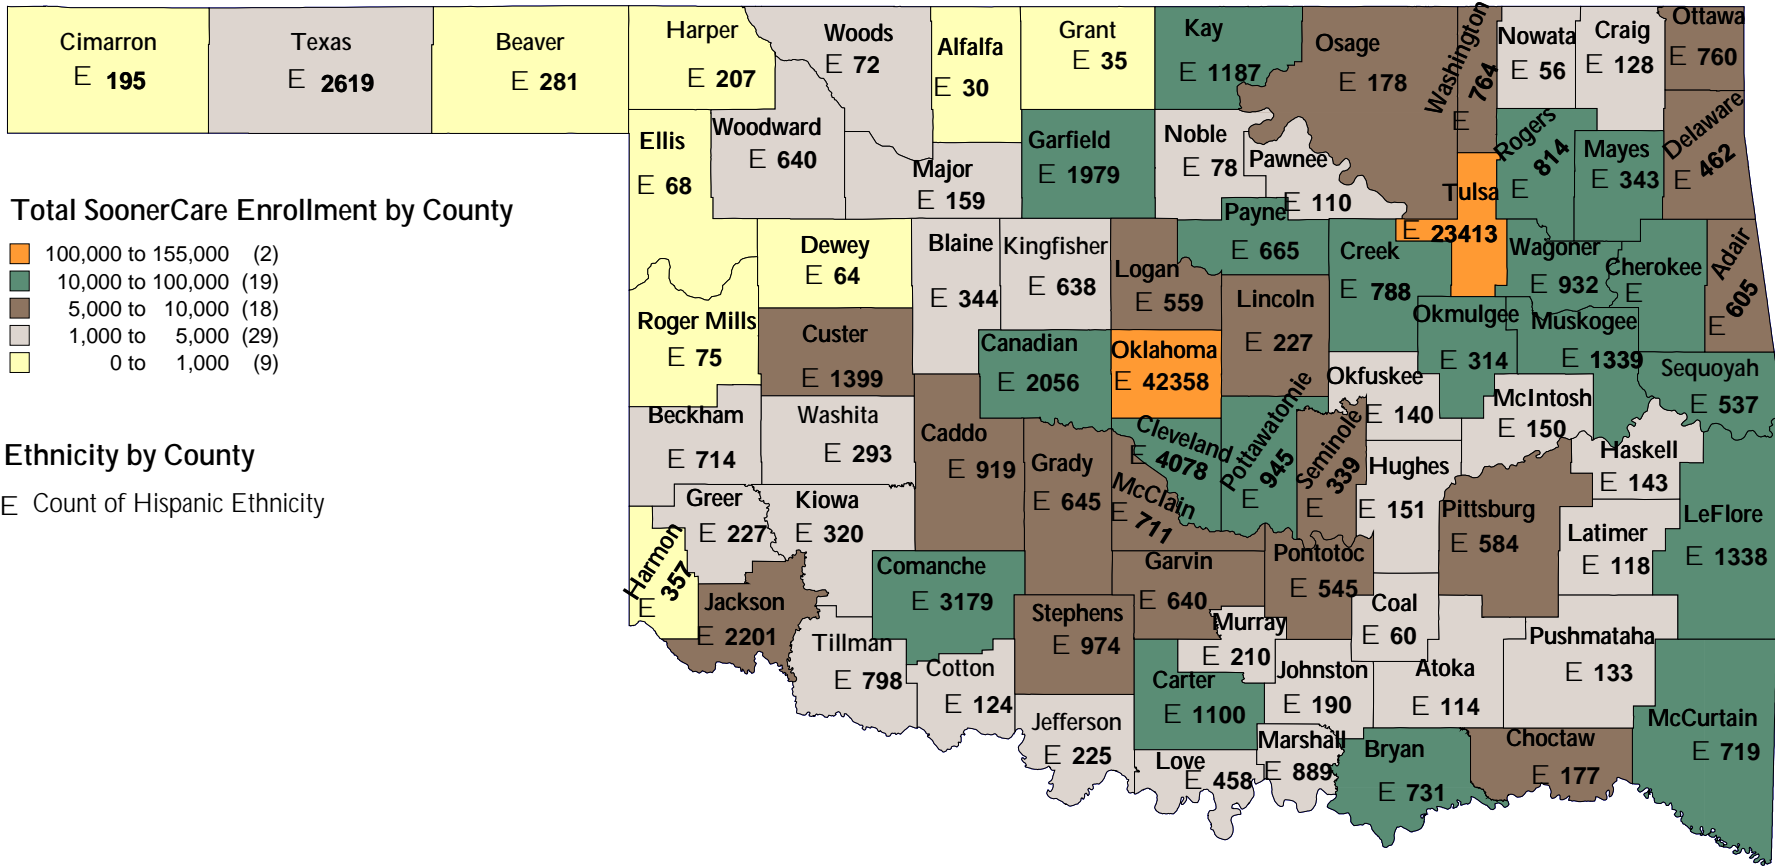 Cimarron
E 195
Texas
E 2619
Beaver
E 281
Harper
E 207
Woods
E 72
Alfalfa
E 30
Grant
E 35
Kay
E 1187
Osage
E 178
Washington
E 764
Nowata
E 56
Craig
E 128
Ottawa
E 760
Ellis
E 68
Woodward
E 640
Major
E 159
Garfield
E 1979
Noble
E 78
Pawnee
E 110
Rogers
E 814
Mayes
E 343
Delaware
E 462
Tulsa
E 23413
Total SoonerCare Enrollment by County
100,000 to 155,000 (2)
10,000 to 100,000 (19)
5,000 to 10,000 (18)
1,000 to 5,000 (29)
0 to 1,000 (9)
Dewey
E 64
Blaine
E 344
Kingfisher
E 638
Logan
E 559
Payne
E 665
Creek
E 788
Wagoner
E 932
Cherokee
E
Adair
E 605
Roger Mills
E 75
Custer
E 1399
Canadian
E 2056
Oklahoma
E 42358
Lincoln
E 227
Okmulgee
E 314
Muskogee
E 1339
Sequoyah
E 537
Ethnicity by County
E Count of Hispanic Ethnicity
Beckham
E 714
Washita
E 293
Caddo
E 919
Grady
E 645
Cleveland
E 4078
McClain
E 711
Pottawatomie
E 945
Seminole
E 339
Okfuskee
E 140
Hughes
E 151
McIntosh
E 150
Haskell
E 143
Pittsburg
E 584
Latimer
E 118
LeFlore
E 1338
Greer
E 227
Kiowa
E 320
Harmon
E 357
Jackson
E 2201
Comanche
E 3179
Stephens
E 974
Garvin
E 640
Pontotoc
E 545
Coal
E 60
Murray
E 210
Tillman
E 798
Cotton
E 124
Jefferson
E 225
Carter
E 1100
Johnston
E 190
Atoka
E 114
Pushmataha
E 133
McCurtain
E 719
Love
E 458
Marshall
E 889
Bryan
E 731
Choctaw
E 177